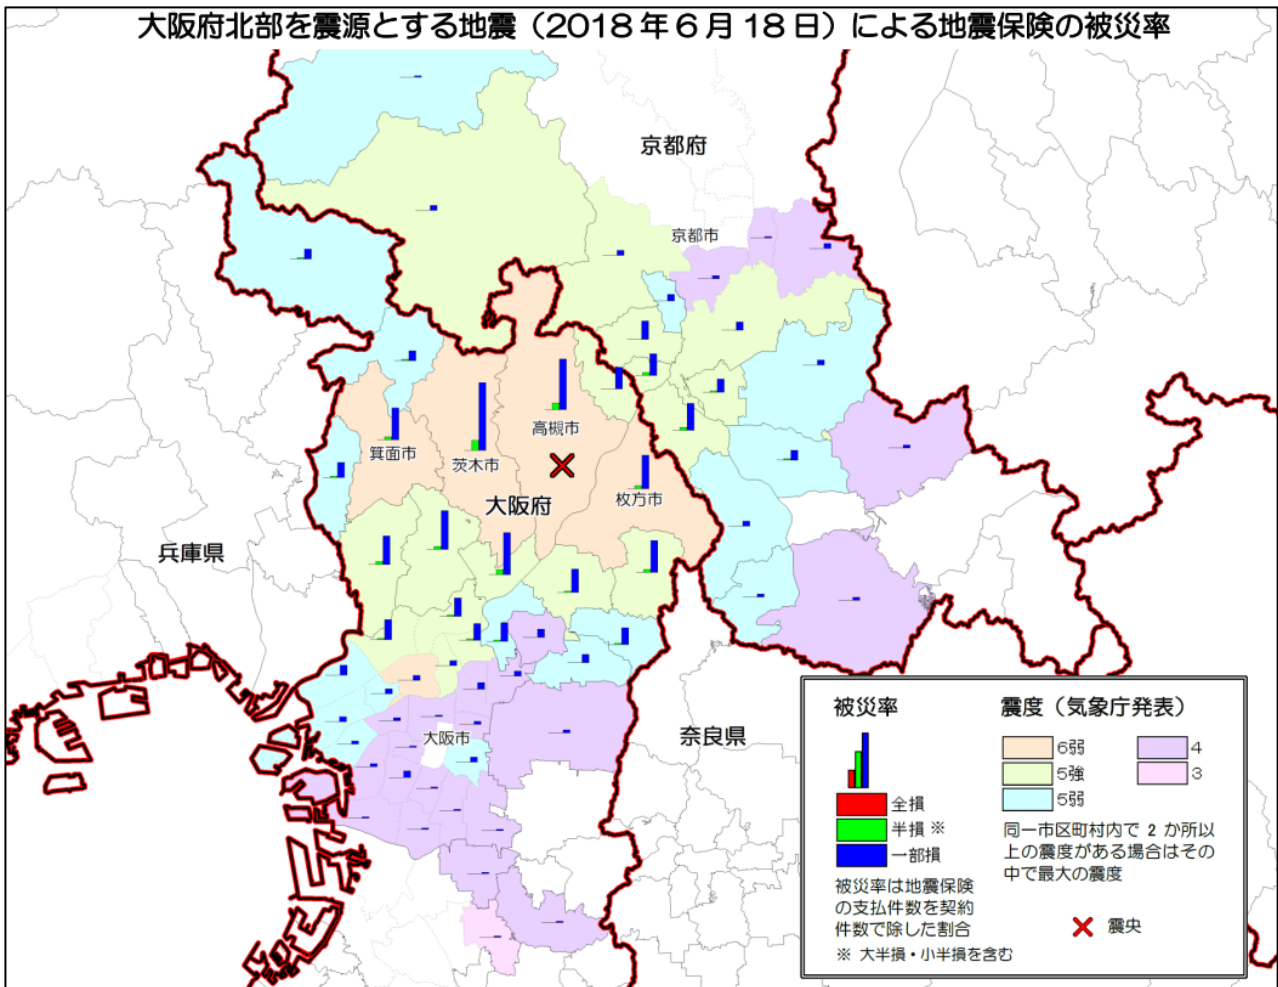 大阪府北部を震源とする地震（2018年6月18日）による地震保険の被災率
京都府
京都市
高槻市
箕面市
茨木市
枚方市
大阪府
兵庫県
大阪市
奈良県
被災率
全損
半損 ※
一部損
被災率は地震保険
の支払件数を契約
件数で除した割合
※ 大半損・小半損を含む
震度（気象庁発表）
6弱
4
5強
3
5弱
同一市区町村内で 2 か所以
上の震度がある場合はその
中で最大の震度
震央